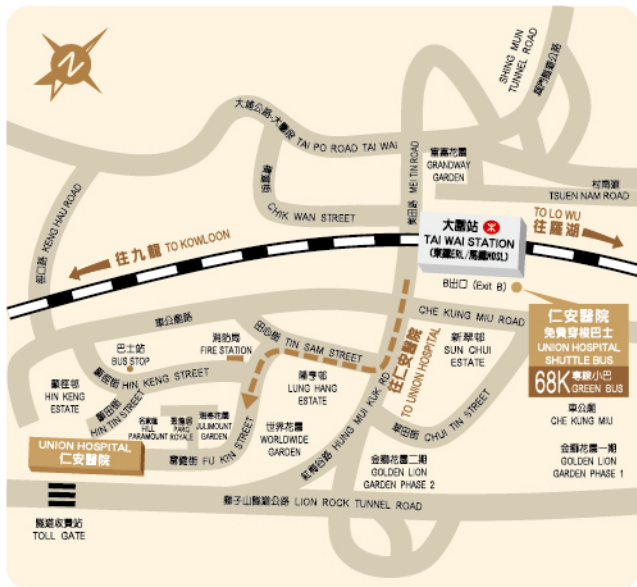 N
SHING MUN
TUNNEL ROAD
城門隧道公路
大埔公路-大圍段 TAI PO ROAD TAI WAI
富嘉花園
GRANDWAY
GARDEN
美田路 MEI TIN ROAD
積運街
CHIK WAN STREET
村南道
TSUEN NAM ROAD
TO LO WU
往羅湖
大圍站
TAI WAI STATION
(東鐵ERL/馬鐵MOSL)
B出口 (Exit B)
顯口路 KENG HAU ROAD
往九龍 TO KOWLOON
車公廟路
CHE KUNG MIU ROAD
仁安醫院
免費穿梭巴士
UNION HOSPITAL
SHUTTLE BUS
68K 專線小巴
GREEN BUS
巴士站
BUS STOP
消防局
FIRE STATION
田心街 TIN SAM STREET
往仁安醫院
TO UNION HOSPITAL
新翠邨
SUN CHUI
ESTATE
顯徑邨
HIN KENG
ESTATE
顯徑街 HIN KENG STREET
隆亨邨
LUNG HANG
ESTATE
車公廟
CHE KUNG MIU
顯田街
HIN TIN STREET
名家匯
HILL
PARAMOUNT
PARC
ROYALE
瑞峰花園
JULIMOUNT
GARDEN
世界花園
WORLDWIDE
GARDEN
紅梅谷路 HUNG MUI KUK RD
翠田街 CHUI TIN STREET
UNION HOSPITAL
仁安醫院
富健街 FU KIN STREET
金獅花園二期
GOLDEN LION
GARDEN PHASE 2
金獅花園一期
GOLDEN LION
GARDEN PHASE 1
獅子山隧道公路 LION ROCK TUNNEL ROAD
隧道收費站
TOLL GATE